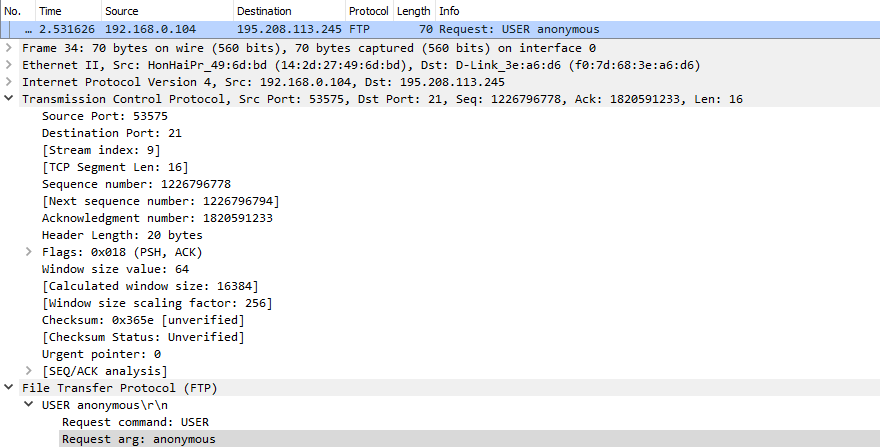 No. Time Source Destination Protocol Length Info
... 2.531626 192.168.0.104 195.208.113.245 FTP 70 Request: USER anonymous
Frame 34: 70 bytes on wire (560 bits), 70 bytes captured (560 bits) on interface 0
Ethernet II, Src: HonHaiPr_49:6d:bd (14:2d:27:49:6d:bd), Dst: D-Link_3e:a6:d6 (f0:7d:68:3e:a6:d6)
Internet Protocol Version 4, Src: 192.168.0.104, Dst: 195.208.113.245
Transmission Control Protocol, Src Port: 53575, Dst Port: 21, Seq: 1226796778, Ack: 1820591233, Len: 16
Source Port: 53575
Destination Port: 21
[Stream index: 9]
[TCP Segment Len: 16]
Sequence number: 1226796778
[Next sequence number: 1226796794]
Acknowledgment number: 1820591233
Header Length: 20 bytes
Flags: 0x018 (PSH, ACK)
Window size value: 64
[Calculated window size: 16384]
[Window size scaling factor: 256]
Checksum: 0x365e [unverified]
[Checksum Status: Unverified]
Urgent pointer: 0
[SEQ/ACK analysis]
File Transfer Protocol (FTP)
USER anonymous\r\n
Request command: USER
Request arg: anonymous